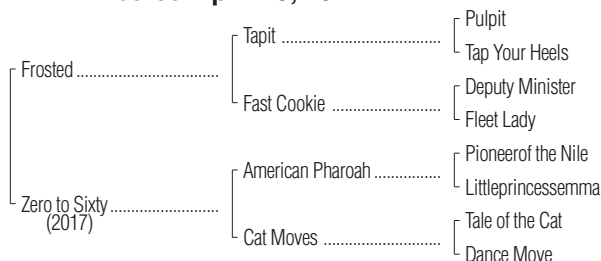 Pulpit
Tapit
Tap Your Heels
Frosted
Deputy Minister
Fast Cookie
Fleet Lady
Pioneerof the Nile
American Pharoah
Littleprincessemma
Zero to Sixty
(2017)
Tale of the Cat
Cat Moves
Dance Move